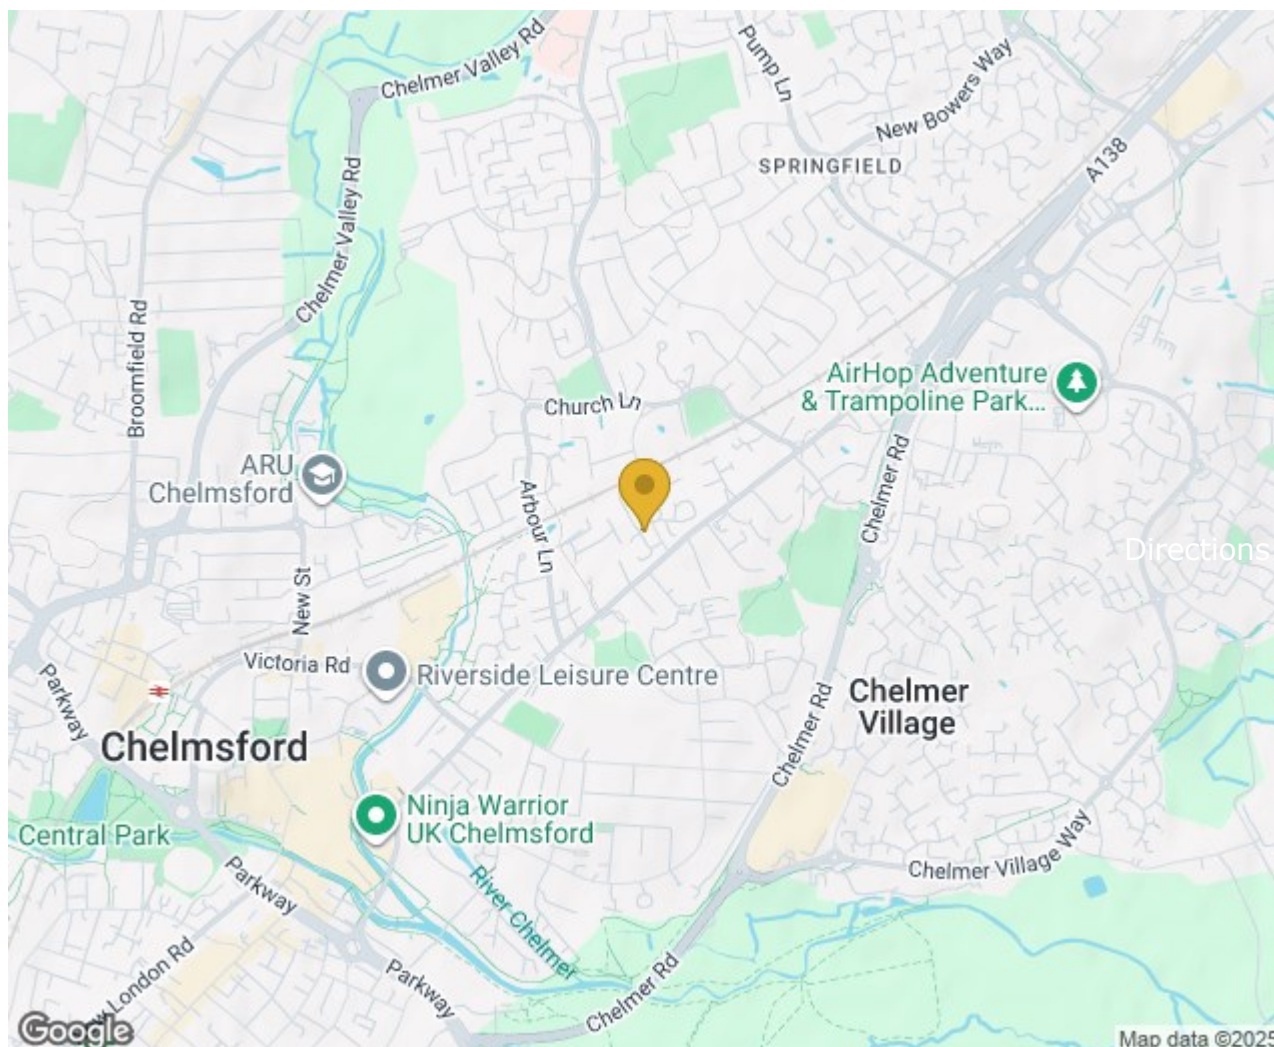 Chelmer Valley Rd
Pump Ln
New Bowers Way
SPRINGFIELD
A138
Chelmer Valley Rd
Broomfield Rd
AirHop Adventure
& Trampoline Park...
Church Ln
Chelmer Rd
ARU
Chelmsford
Arbour Ln
Directions
New St
Victoria Rd
Riverside Leisure Centre
Parkway
Chelmer
Village
Chelmer Rd
Chelmsford
Ninja Warrior
UK Chelmsford
Central Park
Chelmer Village Way
Parkway
River Chelmer
London Rd
Parkway
Chelmer Rd
Google
Map data ©2025